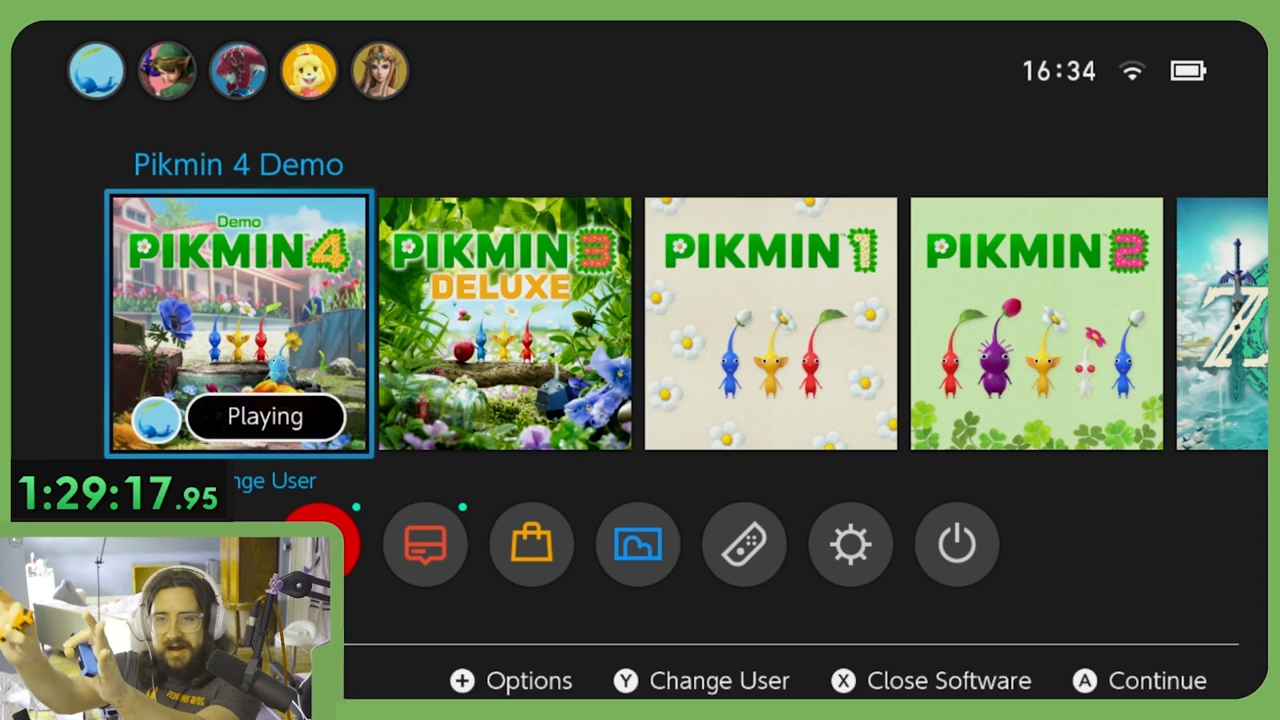 16:34
Pikmin 4 Demo
Demo
PIKMIN 4
PIKMIN 3
DELUXE
PIKMIN 1
PIKMIN 2
Z
Playing
1:29:17.95
nge User
Options
Change User
Close Software
Continue
+
Y
X
A